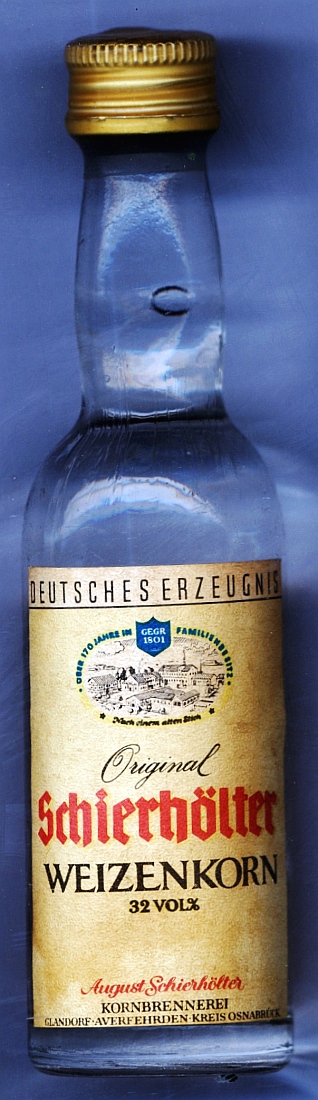 DEUTSCHES ERZEUGNIS
ÜBER 170 JAHRE IN FAMILIENBESITZ
GEGR
1801
Nach einem alten Stich
Original
Schierhölter
WEIZENKORN
32 VOL%
August Schierhölter
KORNBRENNEREI
GLANDORF-AVERFEHRDEN-KREIS OSNABRÜCK